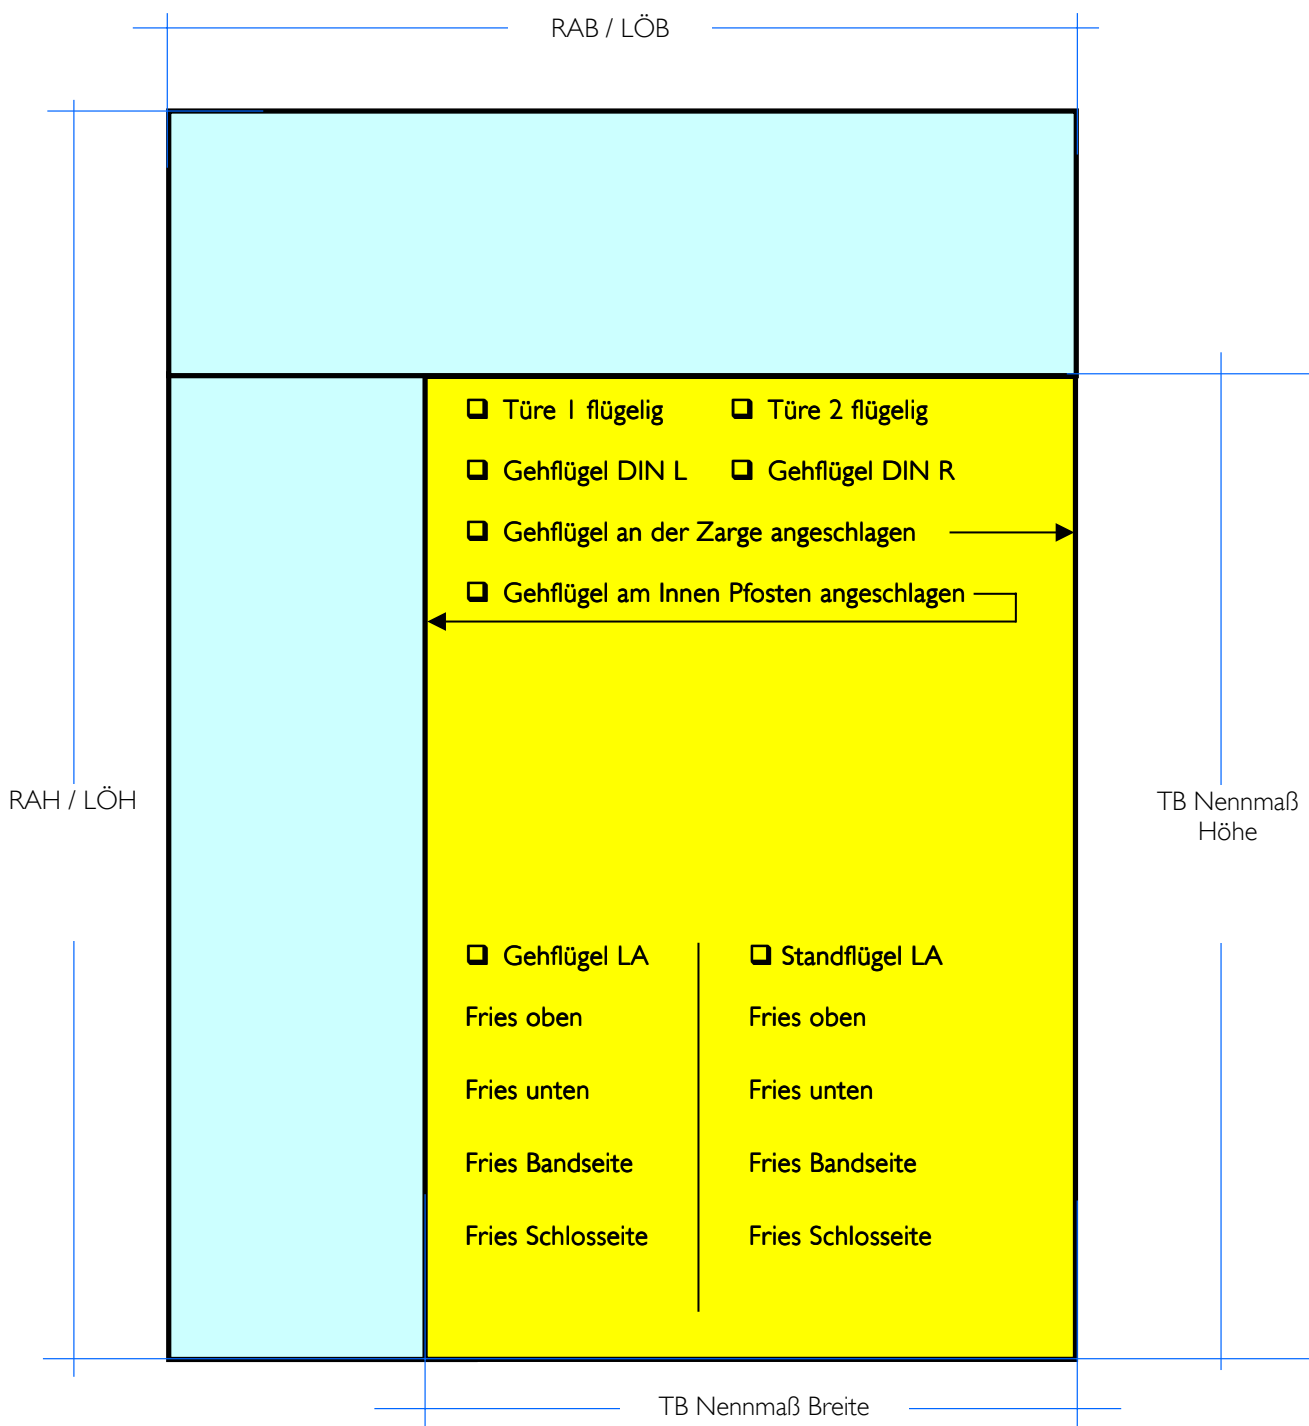 RAB / LÖB
❑ Türe 1 flügelig ❑ Türe 2 flügelig
❑ Gehflügel DIN L ❑ Gehflügel DIN R
❑ Gehflügel an der Zarge angeschlagen
❑ Gehflügel am Innen Pfosten angeschlagen
RAH / LÖH
TB Nennmaß
Höhe
❑ Gehflügel LA
Fries oben
Fries unten
Fries Bandseite
Fries Schlosseite
❑ Standflügel LA
Fries oben
Fries unten
Fries Bandseite
Fries Schlosseite
TB Nennmaß Breite